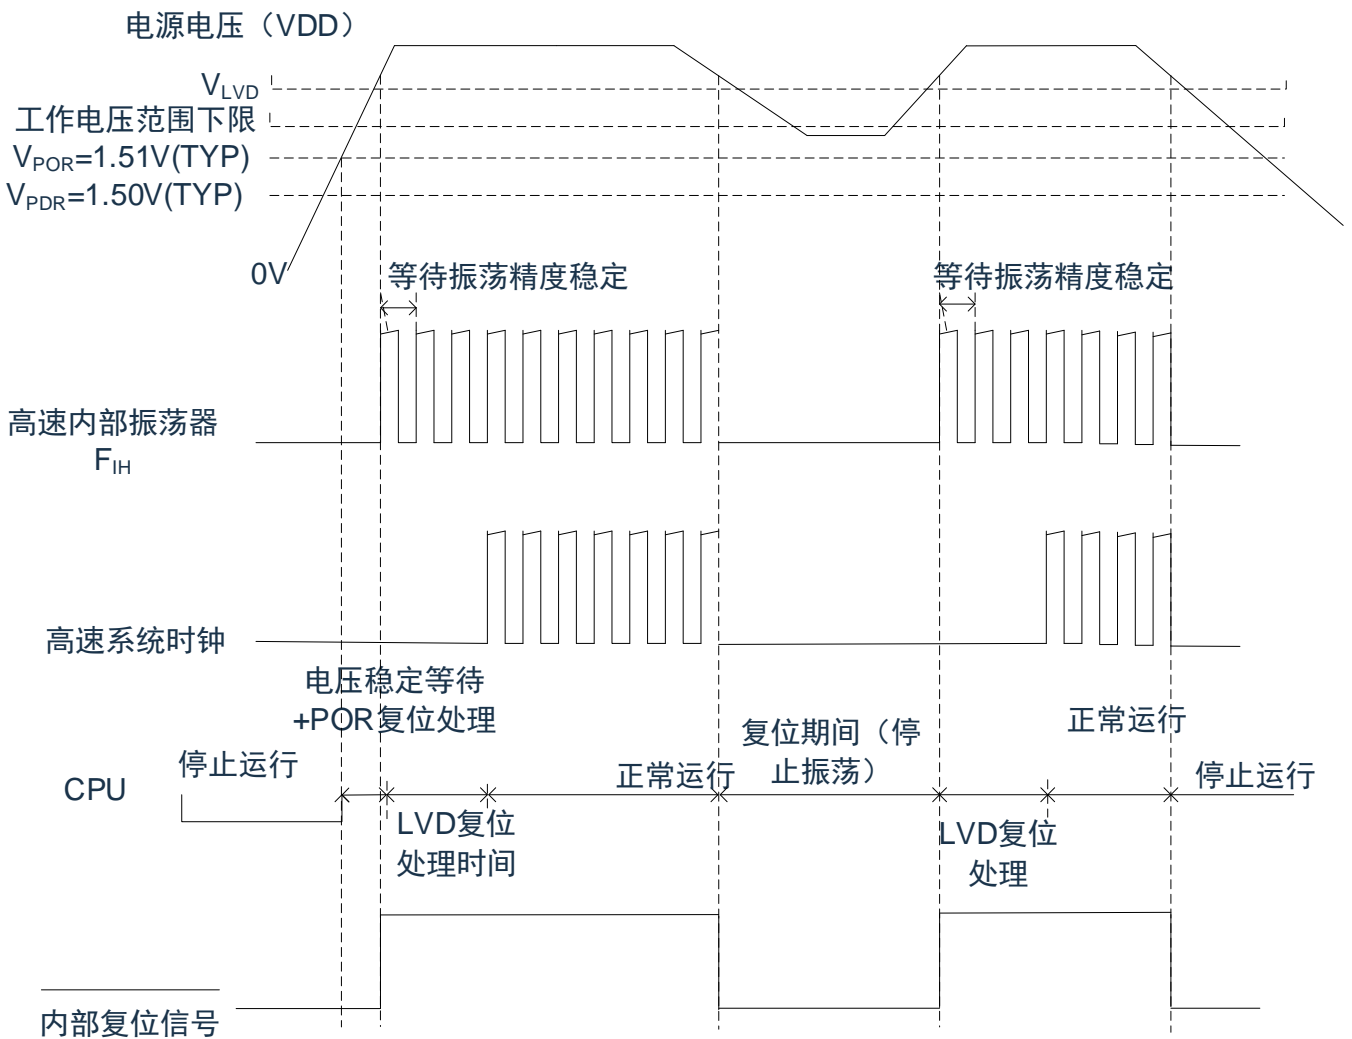 电源电压（VDD）
VLVD
工作电压范围下限
VPOR=1.51V(TYP)
VPDR=1.50V(TYP)
0V
等待振荡精度稳定
等待振荡精度稳定
高速内部振荡器
FIH
高速系统时钟
电压稳定等待
+POR复位处理
正常运行
复位期间（停
止振荡）
停止运行
正常运行
停止运行
CPU
LVD复位
处理时间
LVD复位
处理
内部复位信号